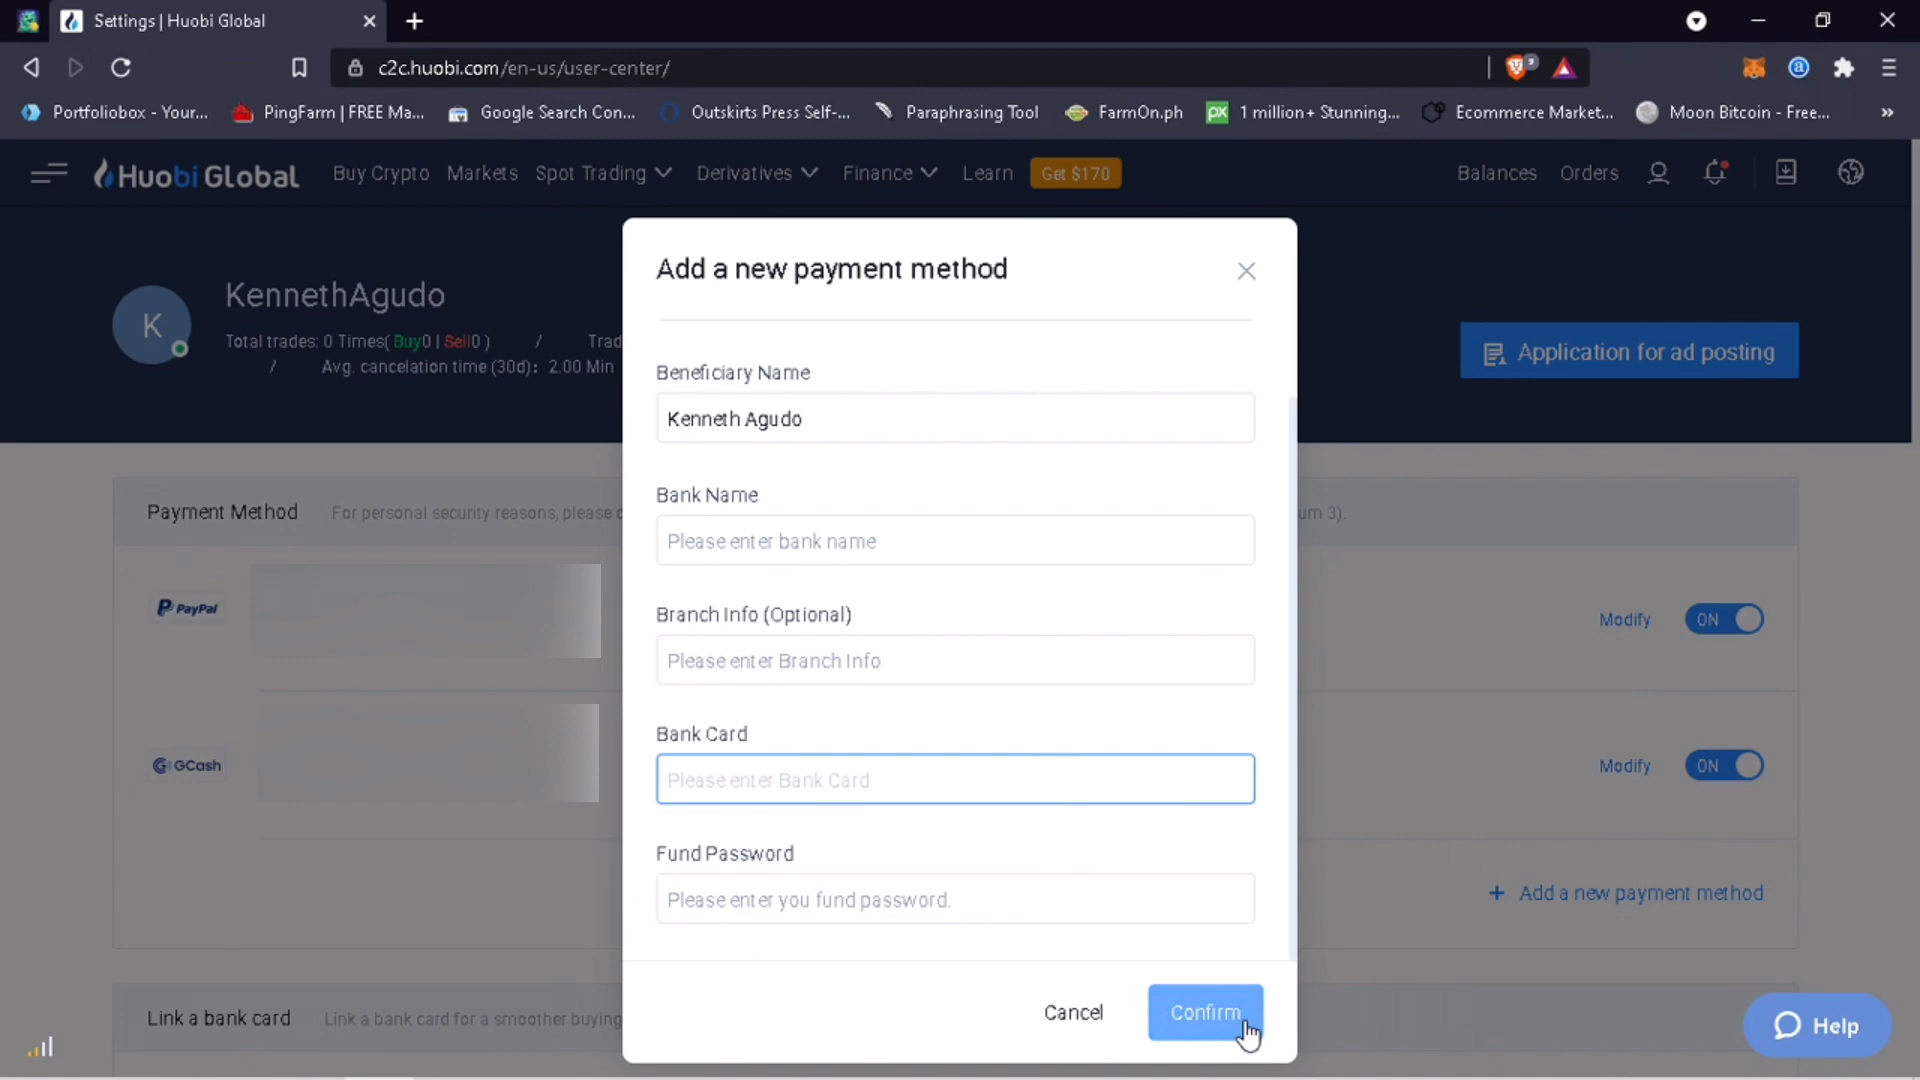 Settings | Huobi Global
c2c.huobi.com/en-us/user-center/
Portfoliobox - Your... PingFarm | FREE Ma... Google Search Con... Outskirts Press Self-... Paraphrasing Tool FarmOn.ph px 1 million+ Stunning... Ecommerce Market... Moon Bitcoin - Free... »
Huobi Global Buy Crypto Markets Spot Trading Derivatives Finance Learn Get $170 Balances Orders
Add a new payment method
K
KennethAgudo
Total trades: 0 Times( Buy0 | Sell0 ) / Trad
/ Avg. cancelation time (30d): 2.00 Min
Application for ad posting
Beneficiary Name
Kenneth Agudo
Bank Name
Please enter bank name
Branch Info (Optional)
Please enter Branch Info
Bank Card
Please enter Bank Card
Fund Password
Please enter you fund password.
Cancel Confirm
Payment Method For personal security reasons, please um 3).
PayPal Modify ON
GCash Modify ON
+ Add a new payment method
Link a bank card Link a bank card for a smoother buying
Help